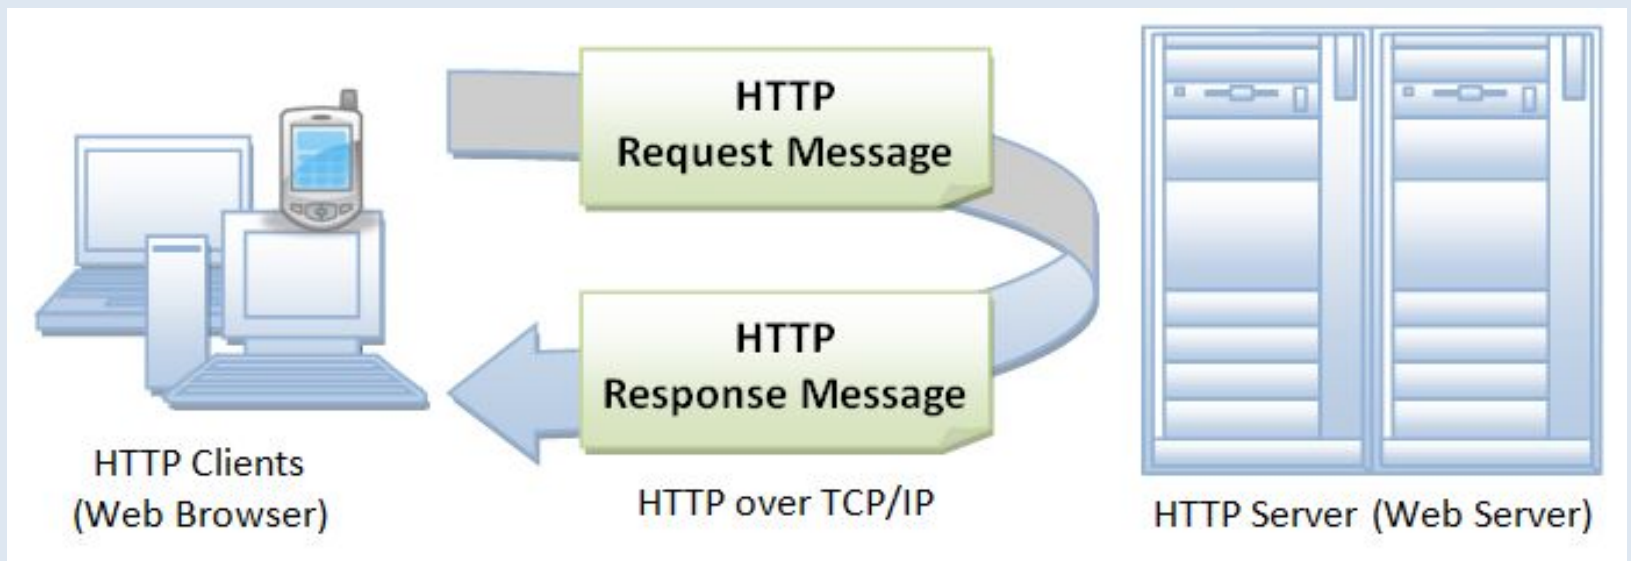 HTTP
Request Message
HTTP
Response Message
HTTP Clients
(Web Browser)
HTTP over TCP/IP
HTTP Server (Web Server)